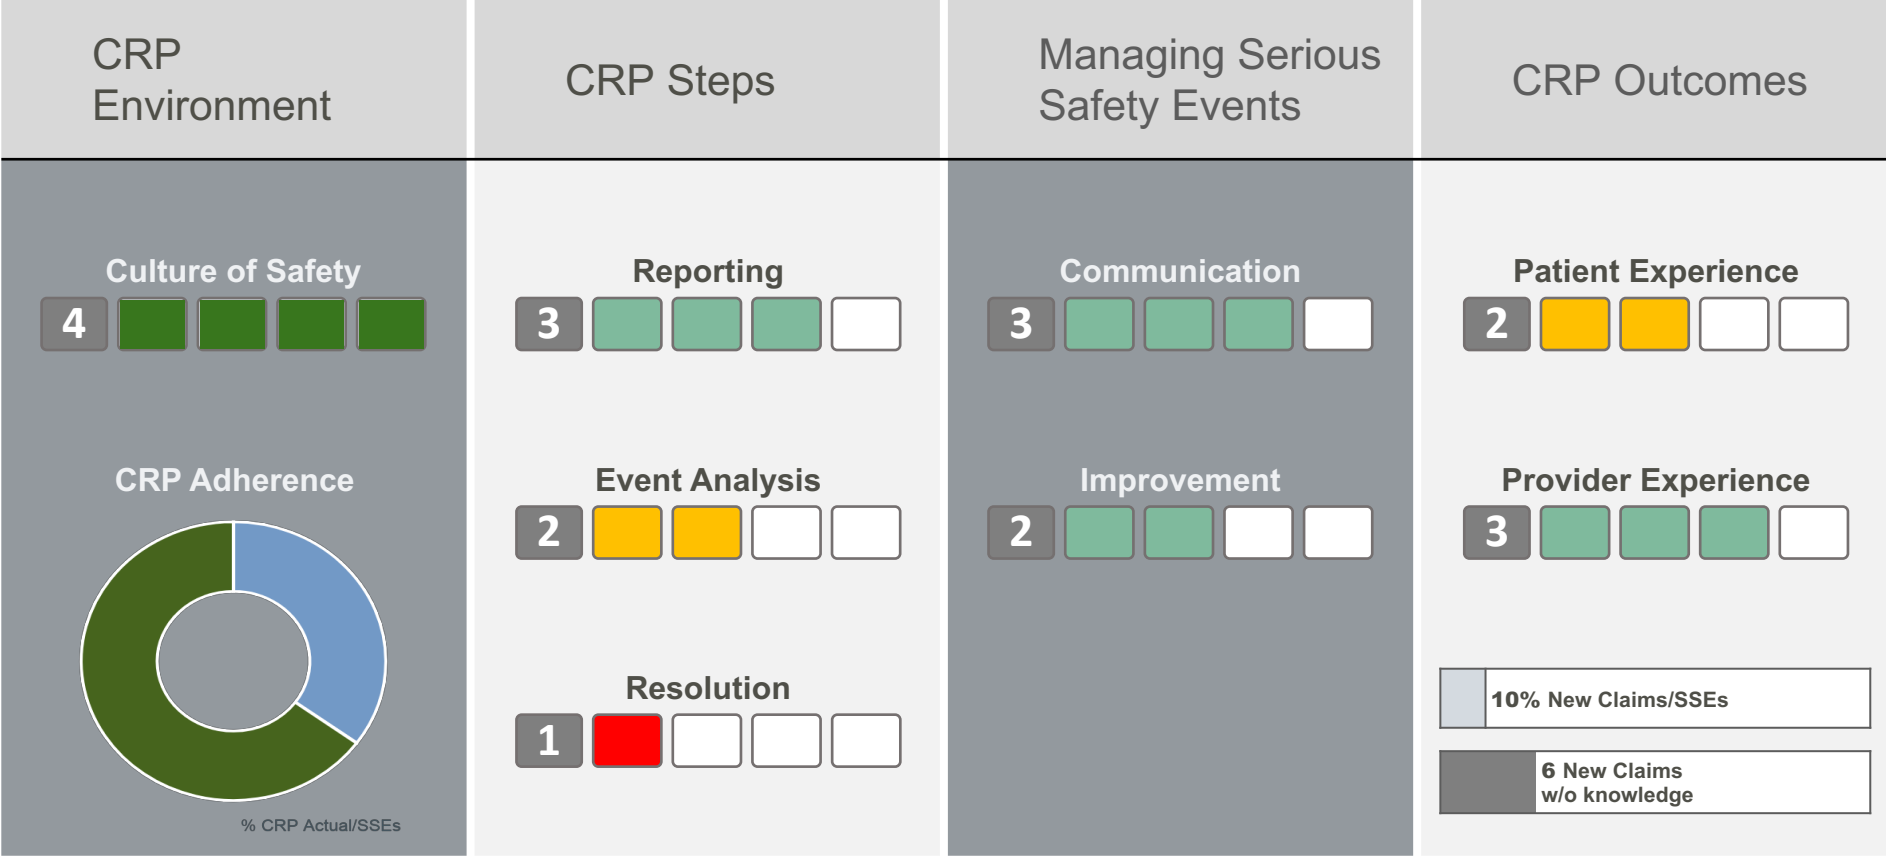 CRP
Environment
CRP Steps
Managing Serious
Safety Events
CRP Outcomes
Culture of Safety
4
CRP Adherence
% CRP Actual/SSEs
Reporting
3
Event Analysis
2
Resolution
1
Communication
3
Improvement
2
Patient Experience
2
Provider Experience
3
10% New Claims/SSEs
6 New Claims
w/o knowledge